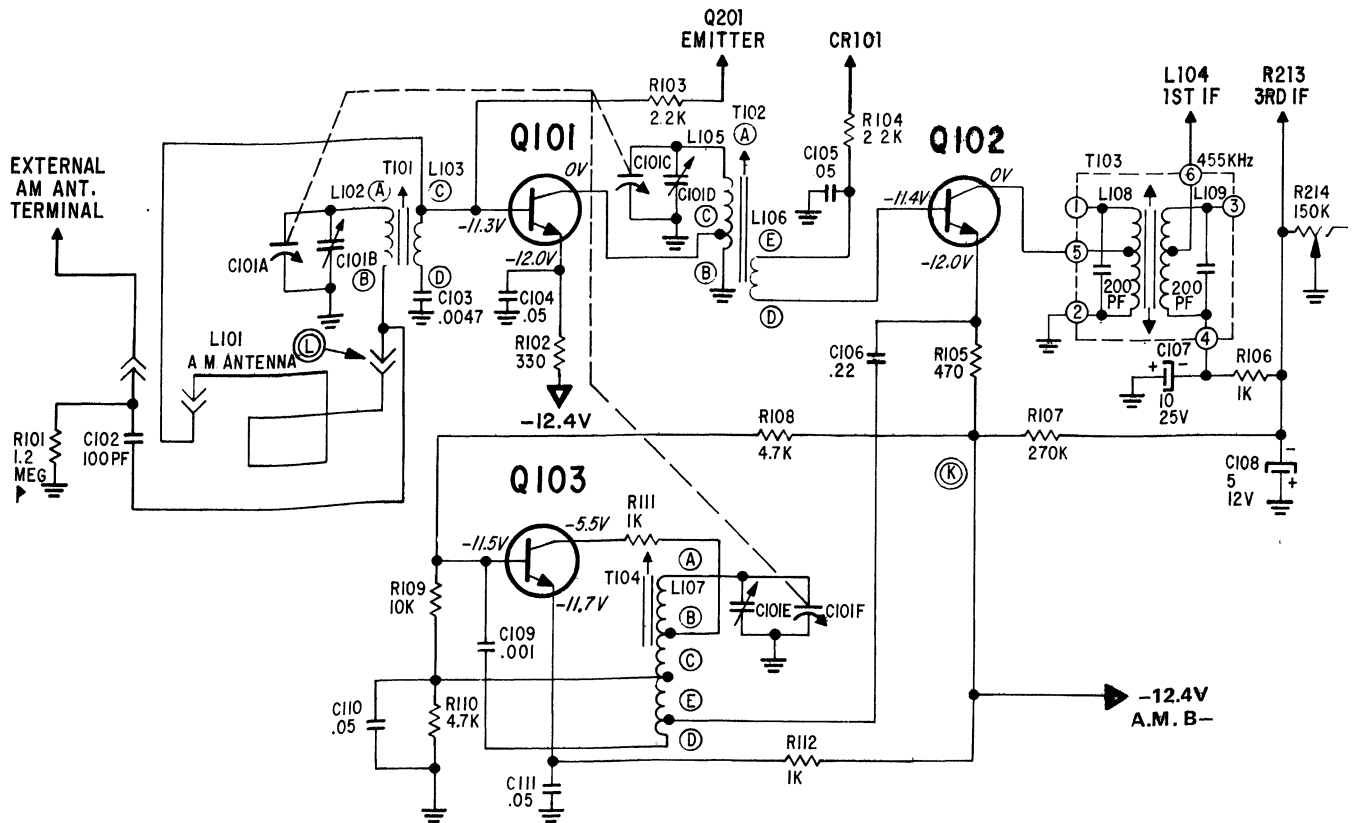 Q201
EMITTER
CR101
L104
1ST IF
R213
3RD IF
EXTERNAL
AM ANT.
TERMINAL
R103
2.2K
Q101
0V
T101
L102
A
L103
C
-11.3V
-12.0V
C101A
C101B
B
D
C103
.0047
C104
.05
R102
330
-12.4V
L105
T102
A
C101C
C101D
C
B
L106
E
D
C105
.05
R104
2.2K
Q102
0V
-11.4V
-12.0V
T103
455KHz
6
L108
L109
1
3
5
200
PF
200
PF
2
4
R214
150K
L101
A M ANTENNA
L
R101
1.2
MEG
C102
100PF
C106
.22
R105
470
C107
+ -
10
25V
R106
1K
R108
4.7K
R107
270K
K
-
C108
5
12V
+
Q103
-5.5V
R111
1K
-11.5V
-11.7V
T104
L107
A
B
C
E
D
C101E
C101F
R109
10K
C109
.001
C110
.05
R110
4.7K
C111
.05
R112
1K
-12.4V
A.M. B-